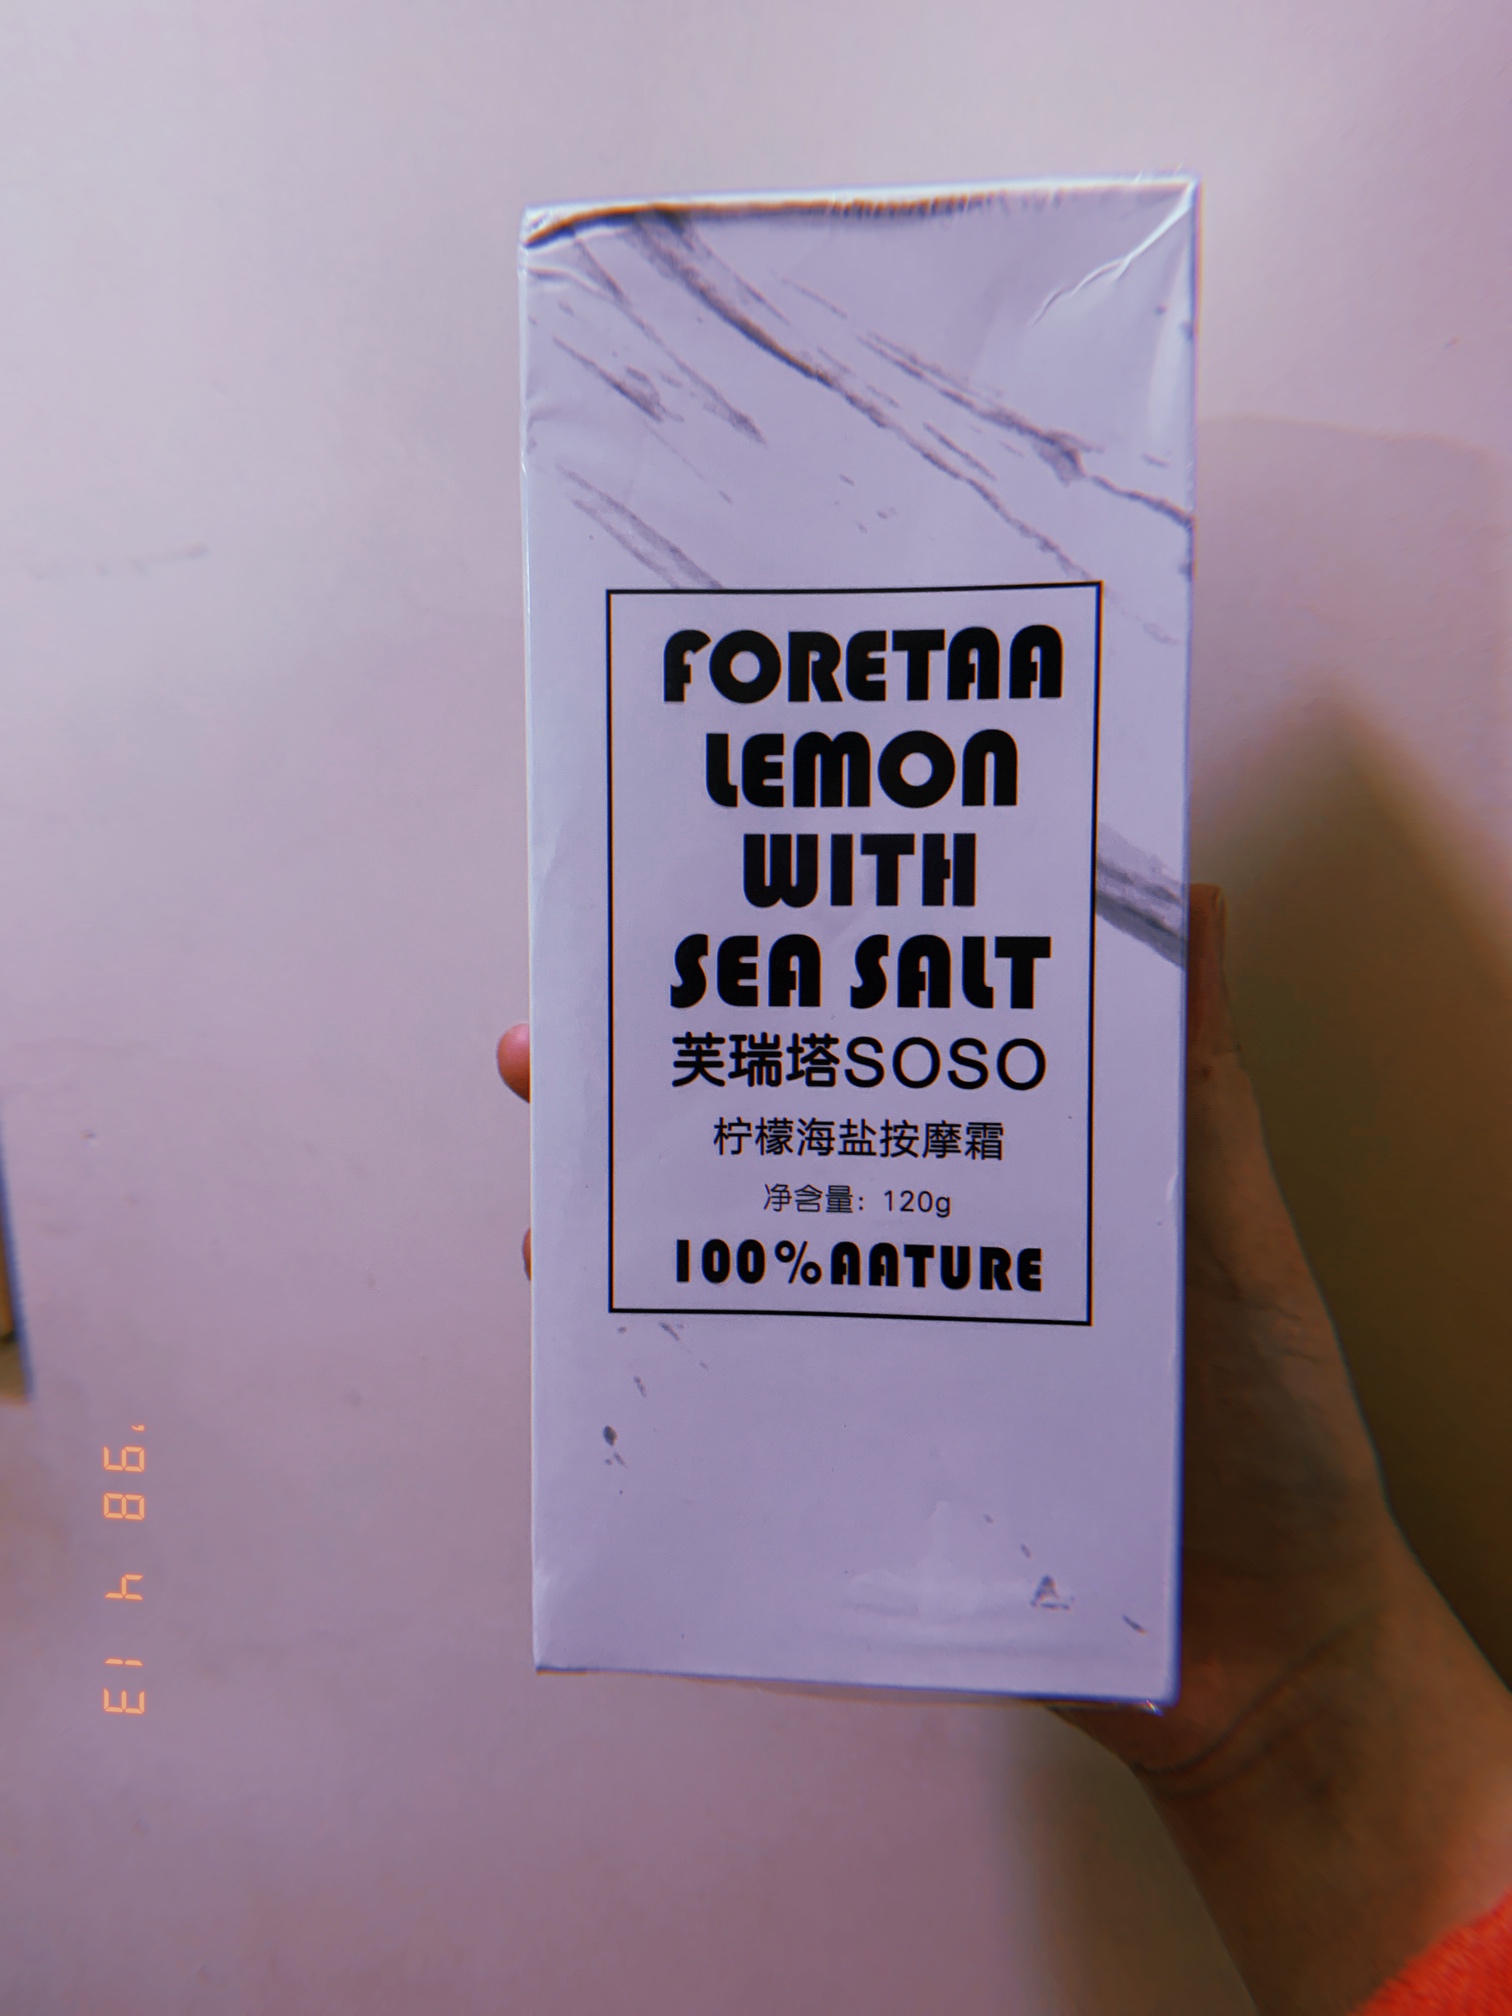 FORETAA
LEMON
WITH
SEA SALT
芙瑞塔SOSO
柠檬海盐按摩霜
净含量：120g
100%AATURE
'98 4 13